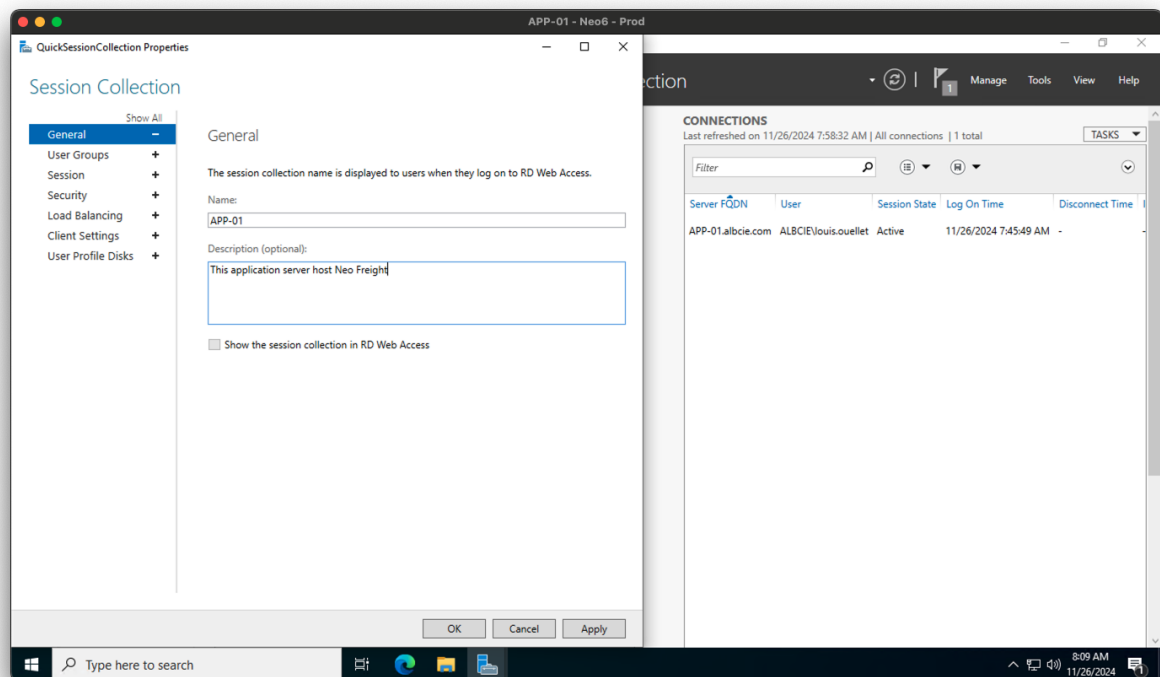 APP-01 - Neo6 - Prod
QuickSessionCollection Properties
Session Collection
Show All
General
User Groups
Session
Security
Load Balancing
Client Settings
User Profile Disks
General
The session collection name is displayed to users when they log on to RD Web Access.
Name:
APP-01
Description (optional):
This application server host Neo Freight
Show the session collection in RD Web Access
OK Cancel Apply
Manage Tools View Help
1
CONNECTIONS
Last refreshed on 11/26/2024 7:58:32 AM | All connections | 1 total
TASKS
Filter
Server FQDN User Session State Log On Time Disconnect Time
APP-01.albcie.com ALBCIE\louis.ouellet Active 11/26/2024 7:45:49 AM - -
Type here to search
8:09 AM
11/26/2024
1